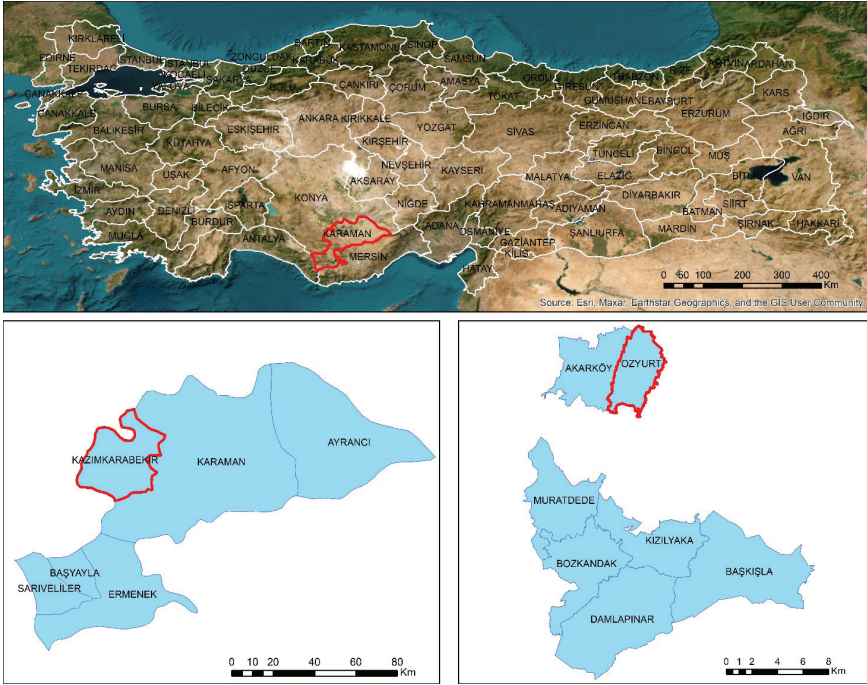 KIRKLARELİ
EDİRNE
TEKİRDAĞ
İSTANBUL
İSTANBUL
KOCAELİ
YALOVA
SAKARYA
DÜZCE
ZONGULDAK
BARTIN
KARABÜK
KASTAMONU
SİNOP
SAMSUN
ORDU
GİRESUN
TRABZON
RİZE
ARTVİN
ARDAHAN
ÇANAKKALE
ÇANAKKALE
BURSA
BİLECİK
BOLU
ÇANKIRI
ÇORUM
AMASYA
TOKAT
GÜMÜŞHANE
BAYBURT
ERZURUM
KARS
IĞDIR
BALIKESİR
KÜTAHYA
ESKİŞEHİR
ANKARA
KIRIKKALE
YOZGAT
SİVAS
ERZİNCAN
AĞRI
MANİSA
UŞAK
AFYON
KIRŞEHİR
NEVŞEHİR
KAYSERİ
TUNCELİ
BİNGÖL
MUŞ
İZMİR
AKSARAY
MALATYA
ELAZIĞ
BİTLİS
VAN
AYDIN
DENİZLİ
ISPARTA
KONYA
NİĞDE
KAHRAMANMARAŞ
ADIYAMAN
DİYARBAKIR
BATMAN
SİİRT
MUĞLA
BURDUR
ANTALYA
KARAMAN
MERSİN
ADANA
OSMANİYE
GAZİANTEP
KİLİS
ŞANLIURFA
MARDİN
ŞIRNAK
HAKKARİ
HATAY
0 50 100 200 300 400
Km
Source: Esri, Maxar, Earthstar Geographics, and the GIS User Community
KAZIMKARABEKİR
KARAMAN
AYRANCI
BAŞYAYLA
SARIVELİLER
ERMENEK
0 10 20 40 60 80
Km
AKARKÖY
ÖZYURT
MURATDEDE
KIZILYAKA
BOZKANDAK
BAŞKIŞLA
DAMLAPINAR
0 1 2 4 6 8
Km